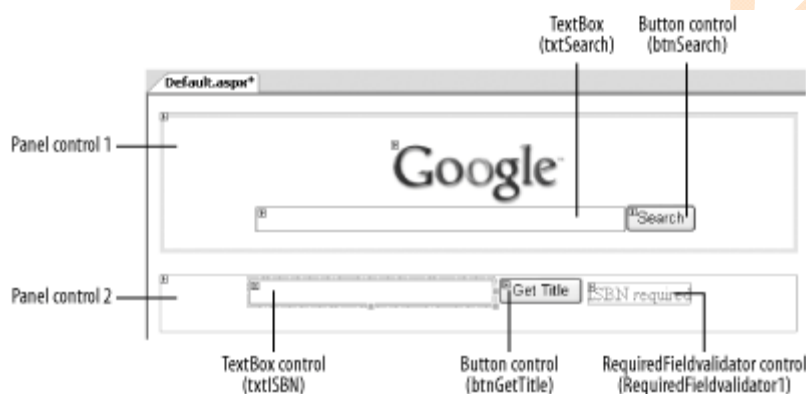 TextBox
(txtSearch)
Button control
(btnSearch)
Default.aspx*
Panel control 1
Google™
Search
Panel control 2
Get Title
ISBN required
TextBox control
(txtISBN)
Button control
(btnGetTitle)
RequiredFieldvalidator control
(RequiredFieldvalidator1)